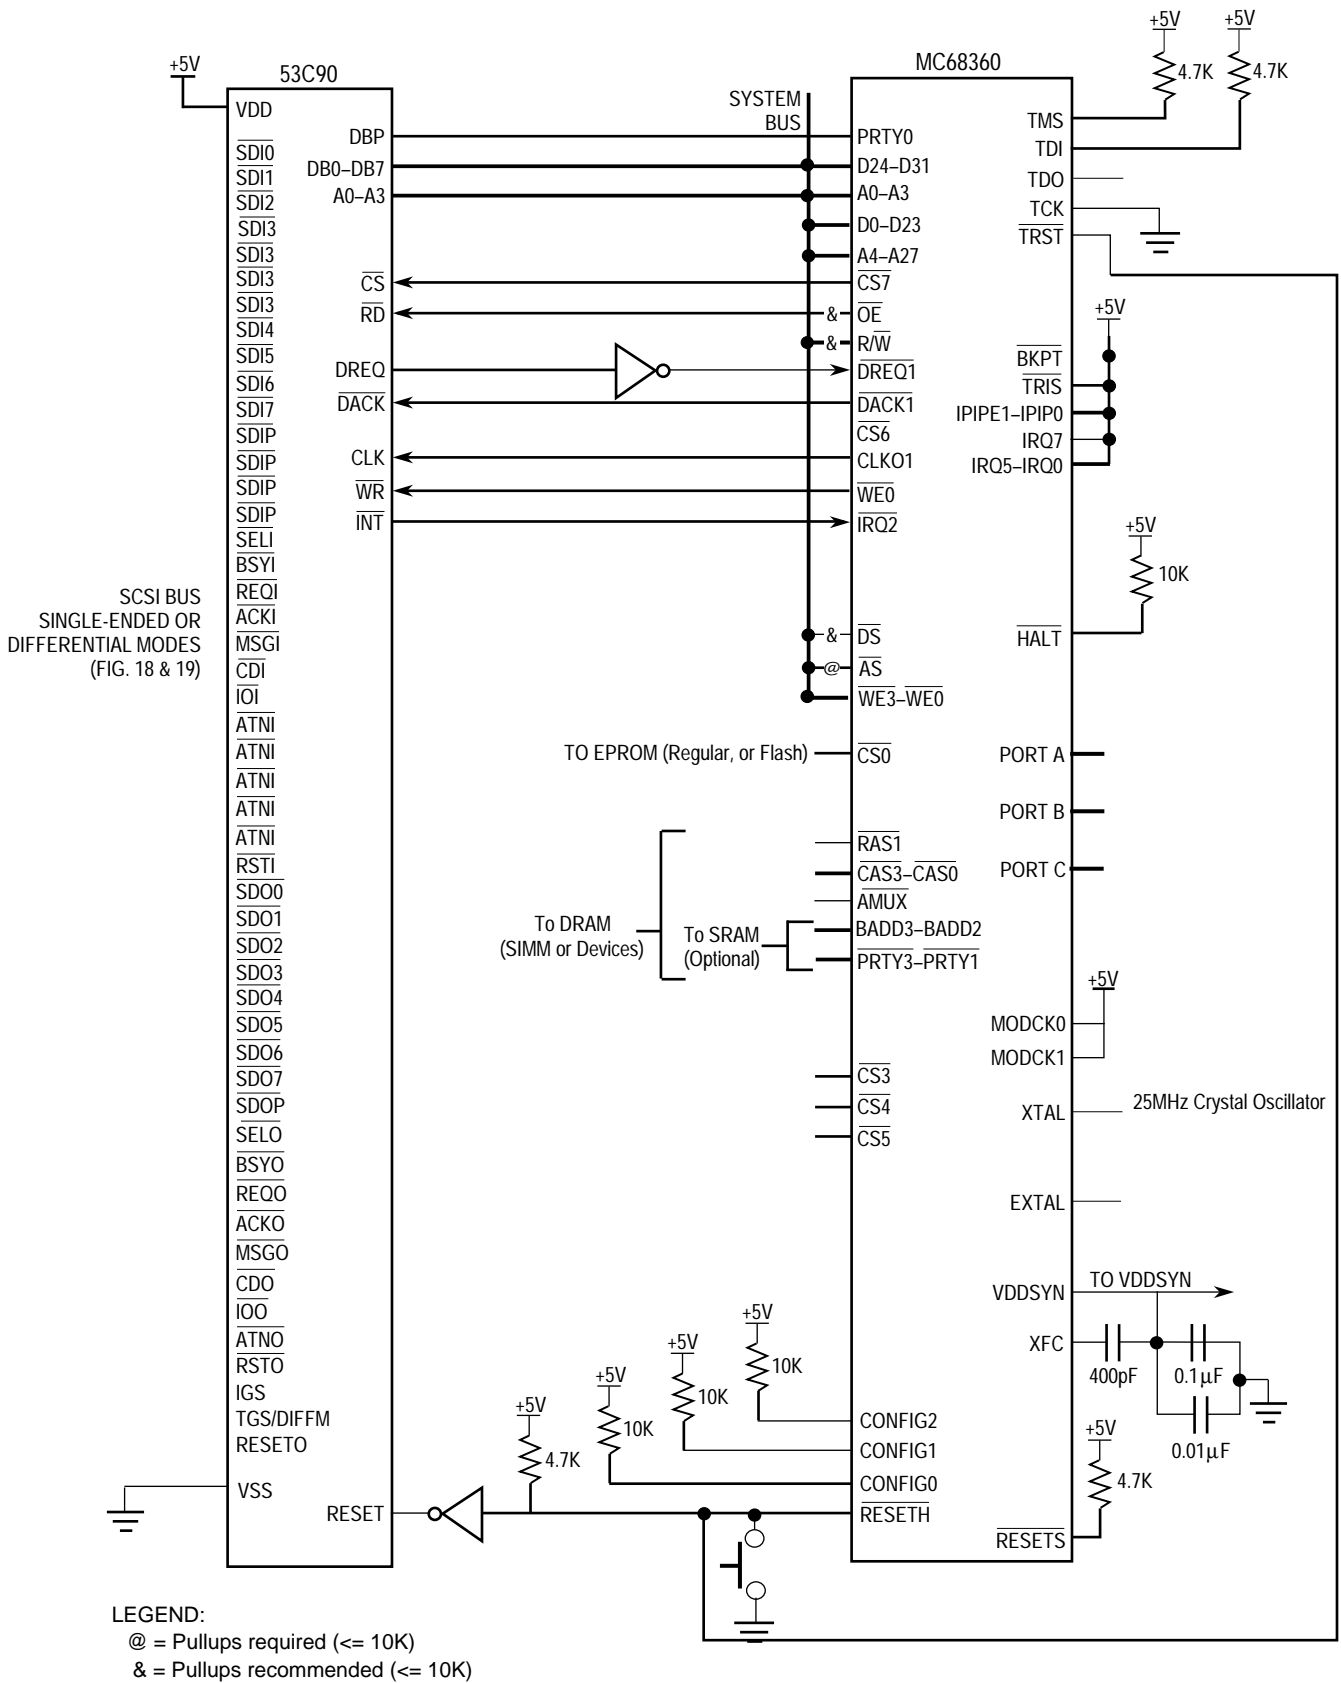 +5V
53C90
VDD
SDI0
SDI1
SDI2
SDI3
SDI3
SDI3
SDI3
SDI4
SDI5
SDI6
SDI7
SDIP
SDIP
SDIP
SDIP
SELI
BSYI
REQI
ACKI
MSGI
CDI
IOI
ATNI
ATNI
ATNI
ATNI
ATNI
RSTI
SDO0
SDO1
SDO2
SDO3
SDO4
SDO5
SDO6
SDO7
SDOP
SELO
BSYO
REQO
ACKO
MSGO
CDO
IOO
ATNO
RSTO
IGS
TGS/DIFFM
RESETO
VSS
SCSI BUS
SINGLE-ENDED OR
DIFFERENTIAL MODES
(FIG. 18 & 19)
DBP
DB0–DB7
A0–A3
CS
RD
DREQ
DACK
CLK
WR
INT
RESET
SYSTEM
BUS
MC68360
PRTY0
D24–D31
A0–A3
D0–D23
A4–A27
CS7
& OE
& R/W
DREQ1
DACK1
CS6
CLKO1
WE0
IRQ2
& DS
@ AS
WE3–WE0
TO EPROM (Regular, or Flash)
CS0
RAS1
CAS3–CAS0
AMUX
BADD3–BADD2
PRTY3–PRTY1
To DRAM
(SIMM or Devices)
To SRAM
(Optional)
CS3
CS4
CS5
+5V
10K
+5V
10K
+5V
10K
+5V
4.7K
CONFIG2
CONFIG1
CONFIG0
RESETH
+5V
4.7K
+5V
4.7K
TMS
TDI
TDO
TCK
TRST
+5V
BKPT
TRIS
IPIPE1–IPIP0
IRQ7
IRQ5–IRQ0
+5V
10K
HALT
PORT A
PORT B
PORT C
+5V
MODCK0
MODCK1
XTAL
25MHz Crystal Oscillator
EXTAL
VDDSYN
TO VDDSYN
XFC
400pF
0.1µF
0.01µF
+5V
4.7K
RESETS
LEGEND:
@ = Pullups required (<= 10K)
& = Pullups recommended (<= 10K)